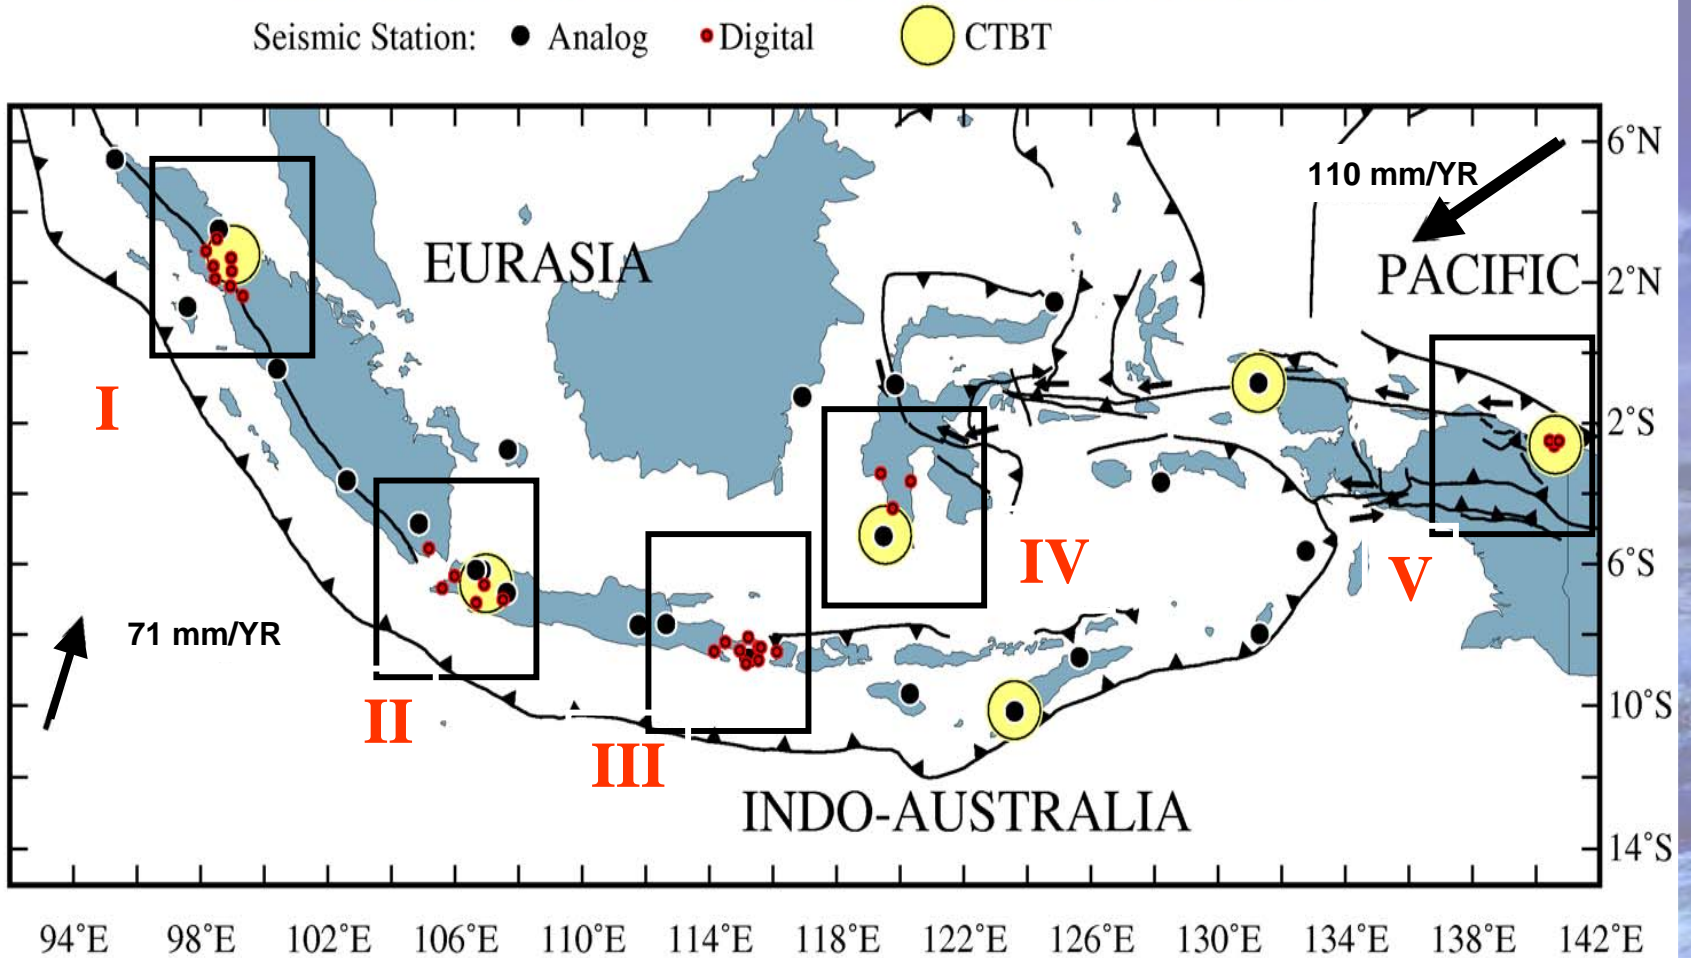 Seismic Station: Analog Digital CTBT
6°N
110 mm/YR
EURASIA
PACIFIC
2°N
I
2°S
IV
V
6°S
71 mm/YR
II
10°S
III
INDO-AUSTRALIA
14°S
94°E 98°E 102°E 106°E 110°E 114°E 118°E 122°E 126°E 130°E 134°E 138°E 142°E